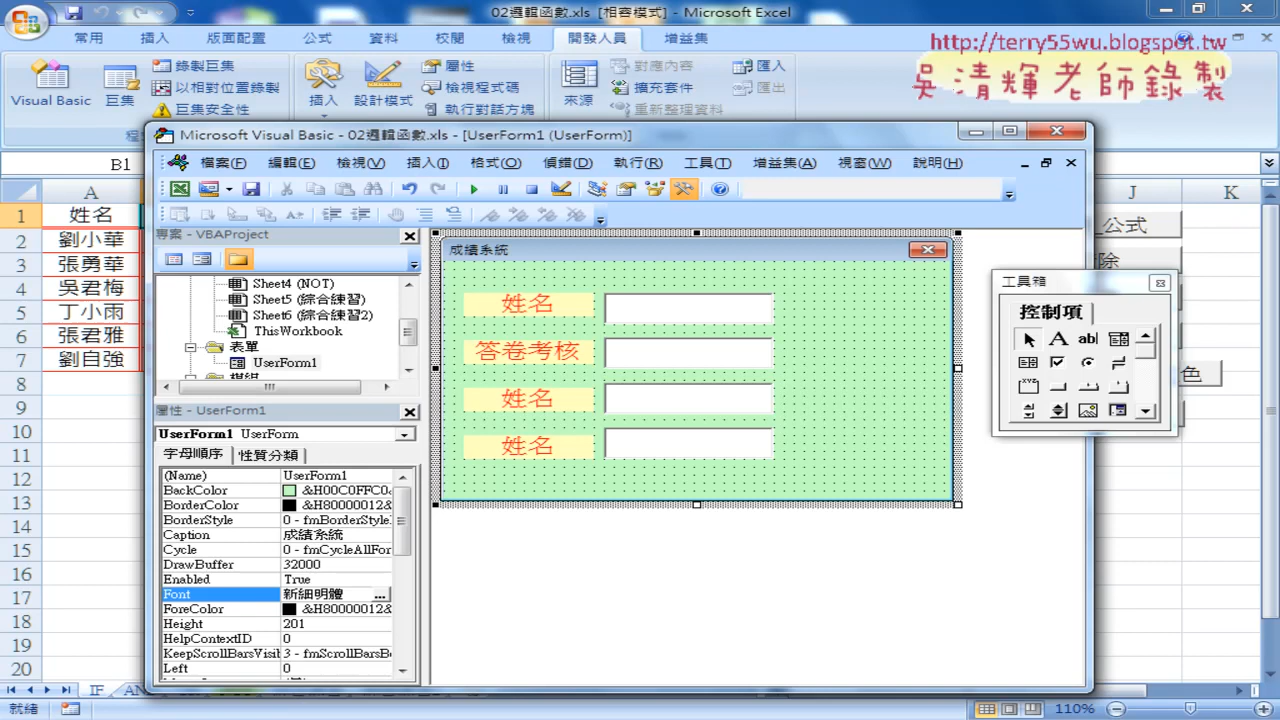 02邏輯函數.xls [相容模式] - Microsoft Excel
常用 插入 版面配置 公式 資料 校閱 檢視 開發人員 增益集
http://terry55wu.blogspot.tw
吳清輝老師錄製
Visual Basic 巨集 錄製巨集 以相對位置錄製 巨集安全性
插入 設計模式 屬性 檢視程式碼 執行對話方塊
來源 對應內容 擴充套件 重新整理資料 匯入 匯出
B1
Microsoft Visual Basic - 02邏輯函數.xls - [UserForm1 (UserForm)]
檔案(F) 編輯(E) 檢視(V) 插入(I) 格式(O) 偵錯(D) 執行(R) 工具(T) 增益集(A) 視窗(W) 說明(H)
A J K
1 姓名
2 劉小華
3 張勇華
4 吳君梅
5 丁小雨
6 張君雅
7 劉自強
8
9
10
11
12
13
14
15
16
17
18
19
20
公式
除
色
專案 - VBAProject
Sheet4 (NOT)
Sheet5 (綜合練習)
Sheet6 (綜合練習2)
ThisWorkbook
表單
UserForm1
屬性 - UserForm1
UserForm1 UserForm
字母順序 性質分類
(Name) UserForm1
BackColor &H00C0FFC0&
BorderColor &H80000012&
BorderStyle 0 - fmBorderStyle
Caption 成績系統
Cycle 0 - fmCycleAllFor
DrawBuffer 32000
Enabled True
Font 新細明體 ...
ForeColor &H80000012&
Height 201
HelpContextID 0
KeepScrollBarsVisib 3 - fmScrollBarsB
Left 0
成績系統
姓名
答卷考核
姓名
姓名
工具箱
控制項
A ab|
IF
就緒
110%